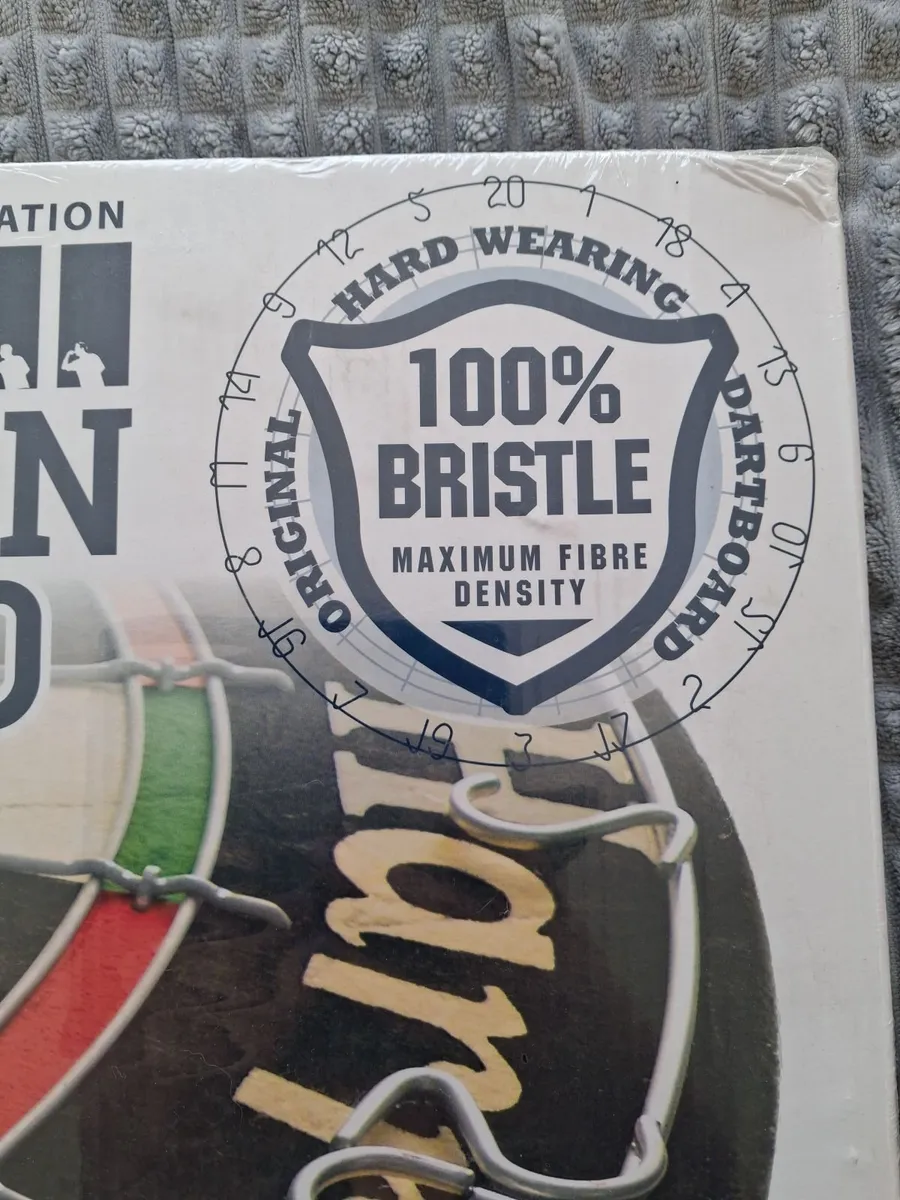 ATION
N
20 1 18 4 13 6 10 15 2 17 3 19 7 16 8 11 14 9 12 5
HARD WEARING
ORIGINAL
DARTBOARD
100%
BRISTLE
MAXIMUM FIBRE
DENSITY
Harr